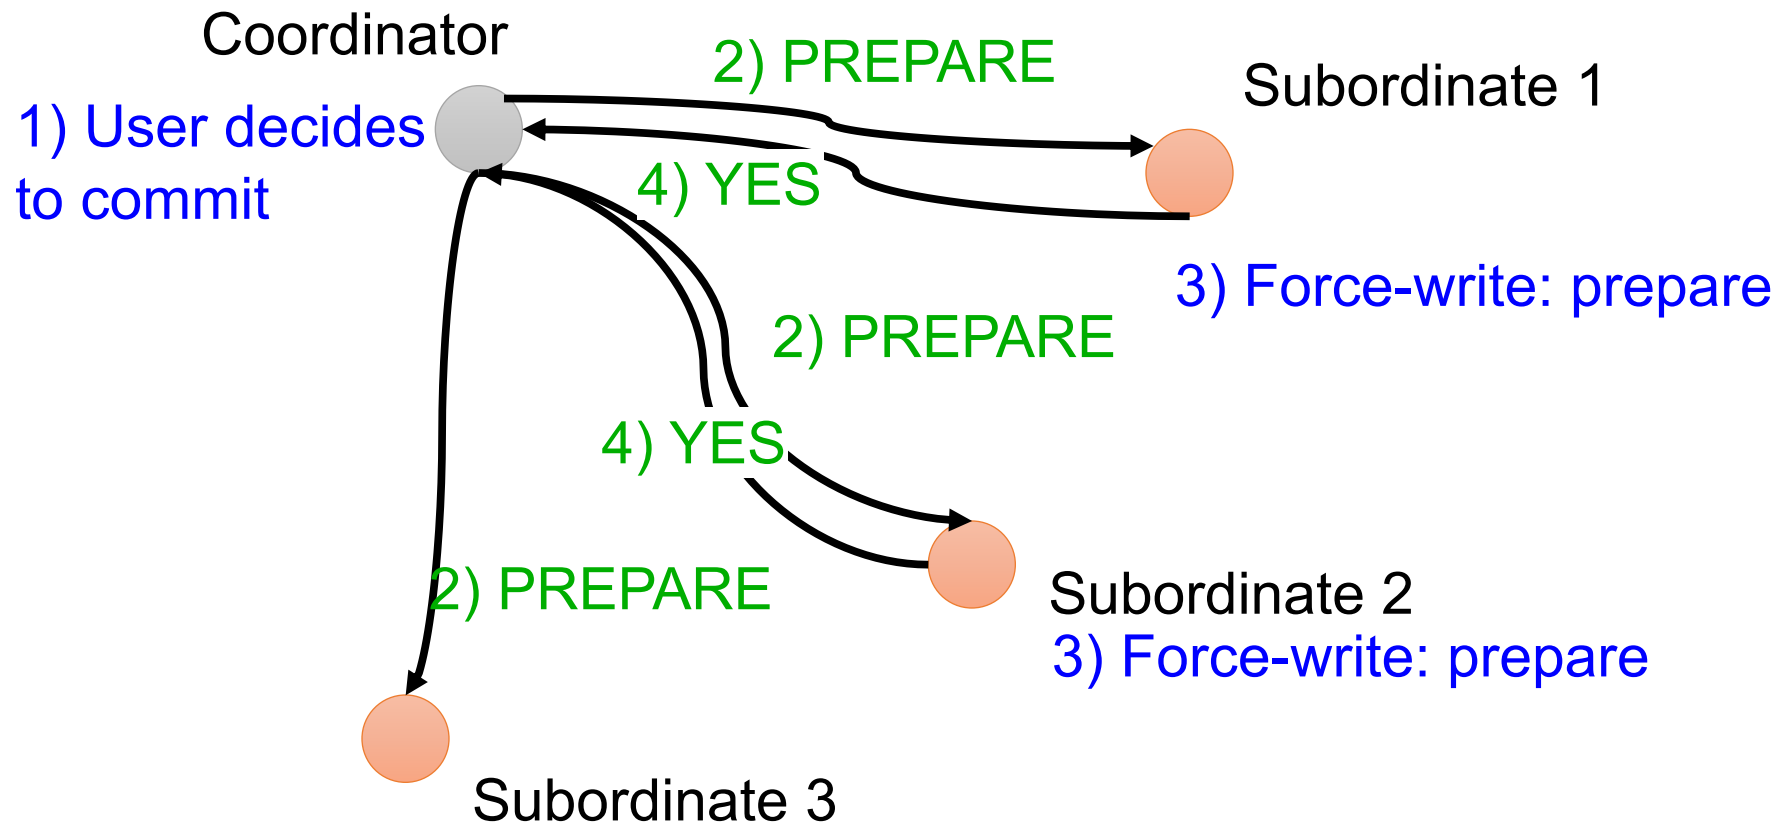 Coordinator
2) PREPARE
Subordinate 1
1) User decides
to commit
4) YES
3) Force-write: prepare
2) PREPARE
4) YES
2) PREPARE
Subordinate 2
3) Force-write: prepare
Subordinate 3